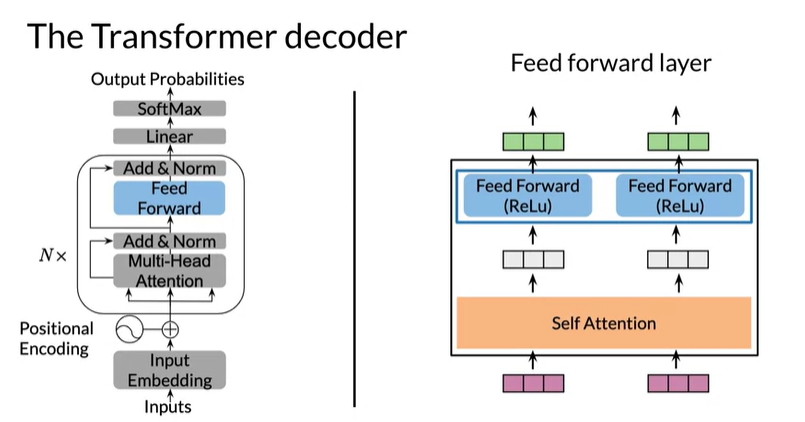 The Transformer decoder
Output Probabilities
SoftMax
Linear
Add & Norm
Feed
Forward
Add & Norm
Multi-Head
Attention
N×
Positional
Encoding
Input
Embedding
Inputs
Feed forward layer
Feed Forward
(ReLu)
Feed Forward
(ReLu)
Self Attention